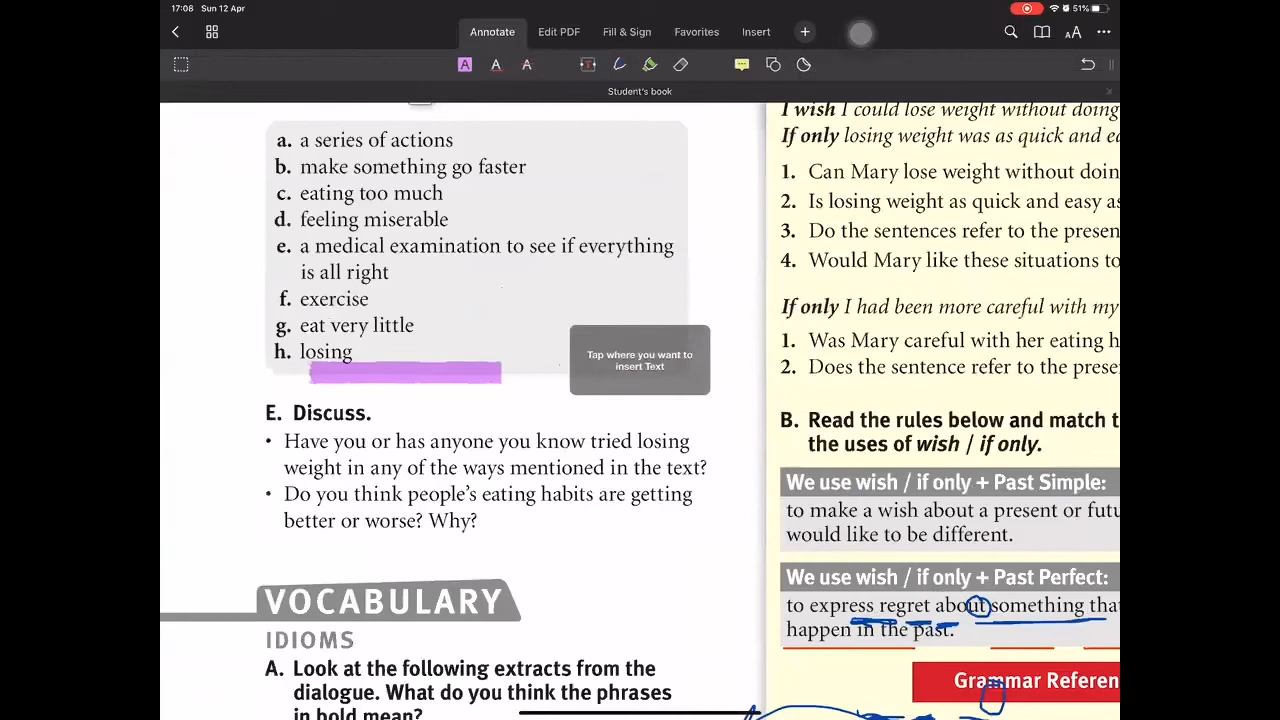 17:08 Sun 12 Apr
51%
Annotate Edit PDF Fill & Sign Favorites Insert
Student's book
a. a series of actions
b. make something go faster
c. eating too much
d. feeling miserable
e. a medical examination to see if everything
is all right
f. exercise
g. eat very little
h. losing
Tap where you want to
insert Text
E. Discuss.
• Have you or has anyone you know tried losing
weight in any of the ways mentioned in the text?
• Do you think people's eating habits are getting
better or worse? Why?
VOCABULARY
IDIOMS
A. Look at the following extracts from the
dialogue. What do you think the phrases
in bold mean?
I wish I could lose weight without doing
If only losing weight was as quick and ea
1. Can Mary lose weight without doin
2. Is losing weight as quick and easy as
3. Do the sentences refer to the presen
4. Would Mary like these situations to
If only I had been more careful with my
1. Was Mary careful with her eating h
2. Does the sentence refer to the prese
B. Read the rules below and match t
the uses of wish / if only.
We use wish / if only + Past Simple:
to make a wish about a present or futu
would like to be different.
We use wish / if only + Past Perfect:
to express regret about something tha
happen in the past.
Grammar Referen